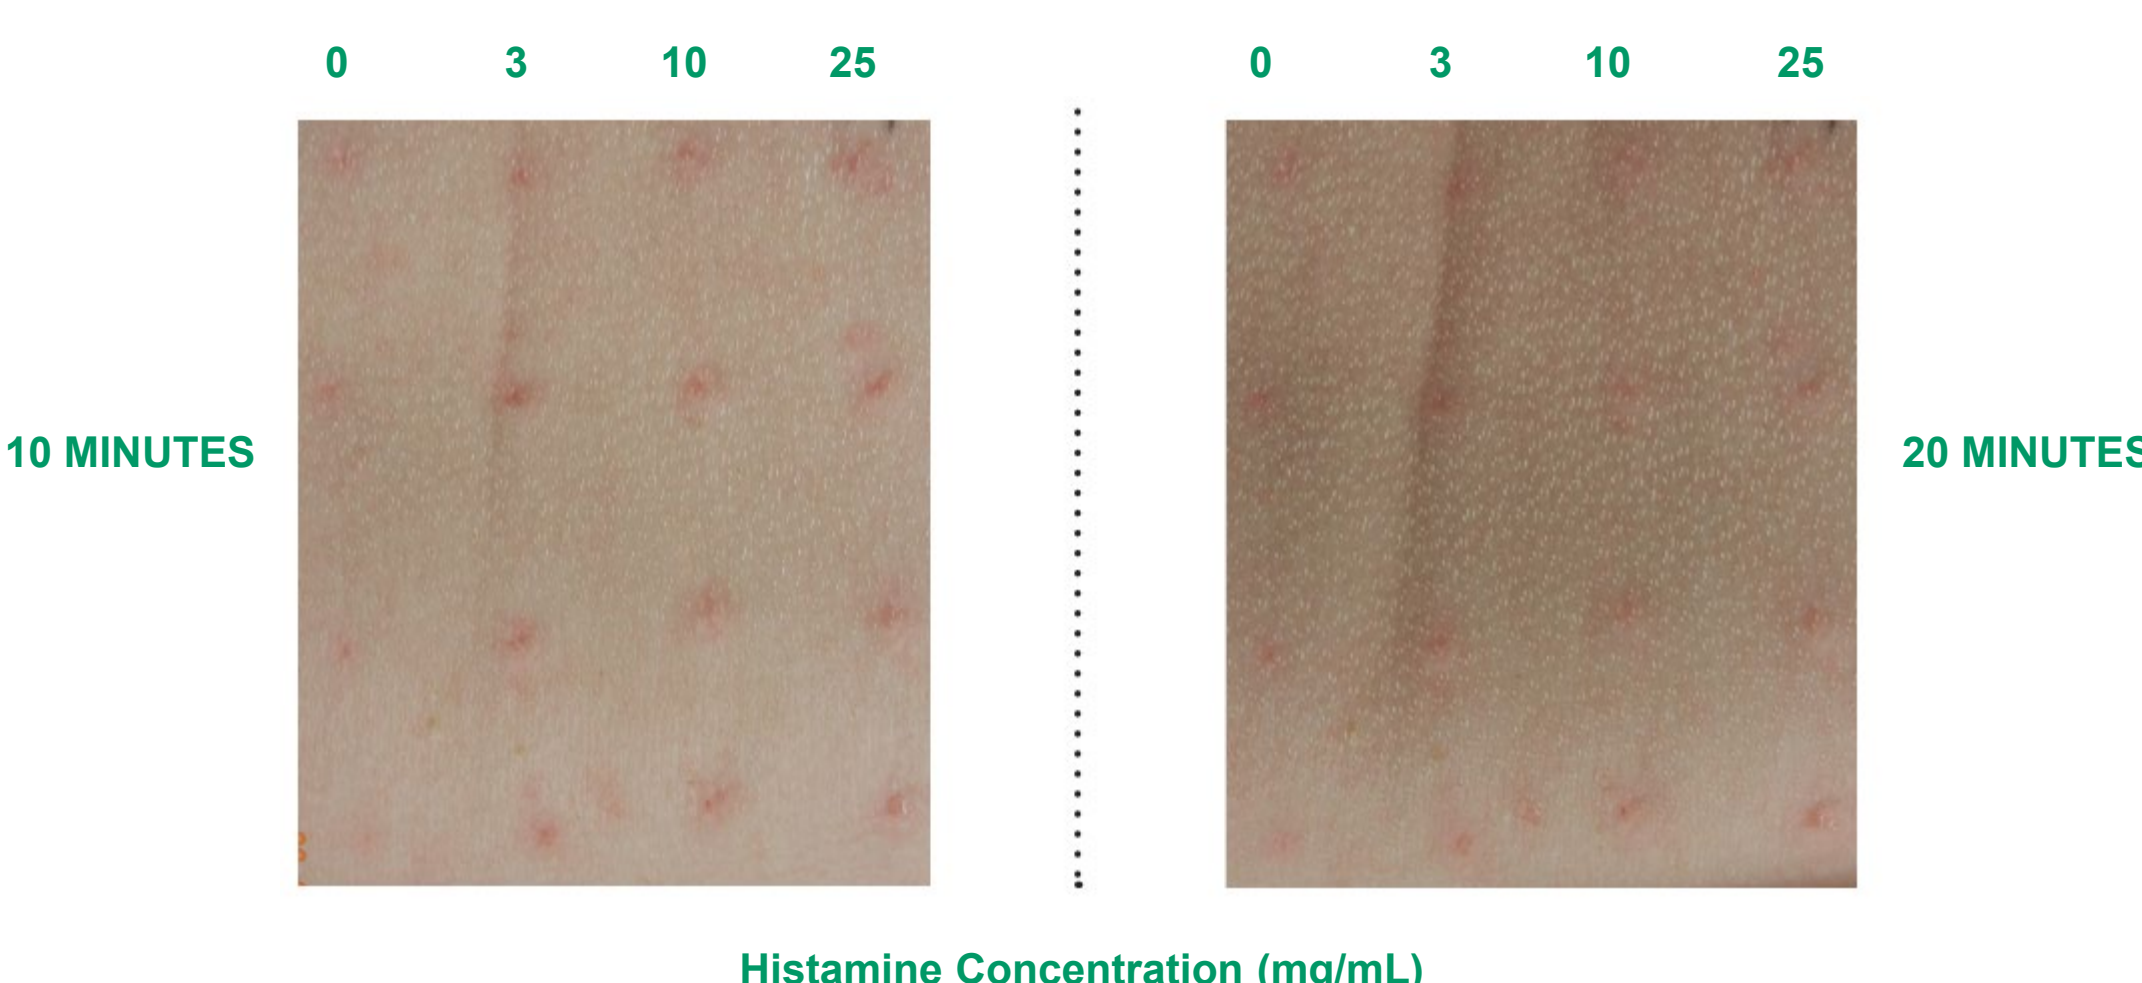 0 3 10 25 0 3 10 25
10 MINUTES
20 MINUTES
Histamine Concentration (mg/mL)